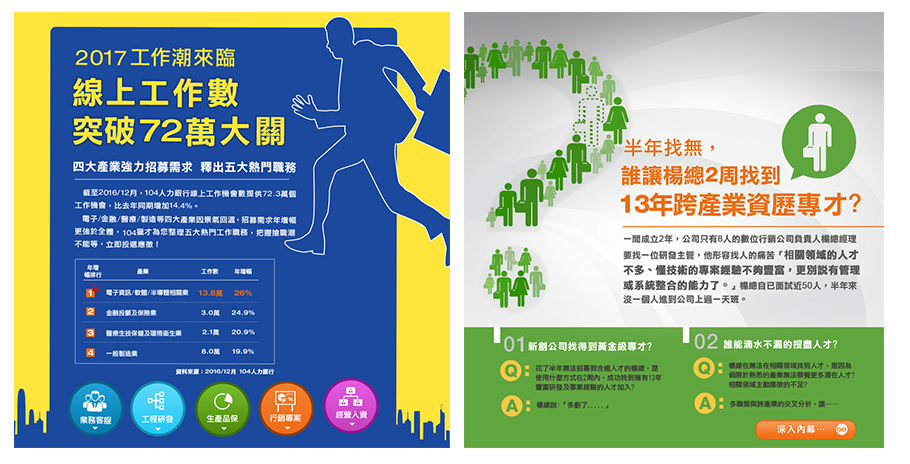 2017工作潮來臨
線上工作數
突破72萬大關
四大產業強力招募需求 釋出五大熱門職務
截至2016/12月，104人力銀行線上工作機會數提供72.3萬個
工作機會，比去年同期增加14.4%。
電子/金融/醫療/製造等四大產業因景氣回溫，招募需求年增幅
更強於全體，104獵才為您整理五大熱門工作職務，把握搶職潮
不能等，立即投遞應徵！
年增幅排行 產業 工作數 年增幅
1 電子資訊/軟體/半導體相關業 13.8萬 26%
2 金融投顧及保險業 3.0萬 24.9%
3 醫療生技保健及環境衛生業 2.1萬 20.9%
4 一般製造業 8.0萬 19.9%
資料來源：2016/12月 104人力銀行
業務客服
工程研發
生產品保
行銷專案
經營人資
半年找無，
誰讓楊總2周找到
13年跨產業資歷專才？
一間成立2年，公司只有8人的數位行銷公司負責人楊總經理
要找一位研發主管，他形容找人的痛苦「相關領域的人才
不多、懂技術的專案經驗不夠豐富，更別説有管理
或系統整合的能力了。」楊總自已面試近50人，半年來
沒一個人進到公司上過一天班。
01 新創公司找得到黃金級專才？
Q： 花了半年無法招募到合適人才的楊總，是
使用什麼方式在2周內，成功找到擁有13年
豐富研發及專案經驗的人才加入？
A： 楊總說：「多虧了.....」
02 誰能滴水不漏的搜盡人才？
Q： 楊總在無法在相關領域找到人才，是因為
侷限於熟悉的產業無法察覺更多潛在人才？
相關領域主動應徵的不足？
A： 多職類與跨產業的交叉分析，讓......
深入內幕… GO